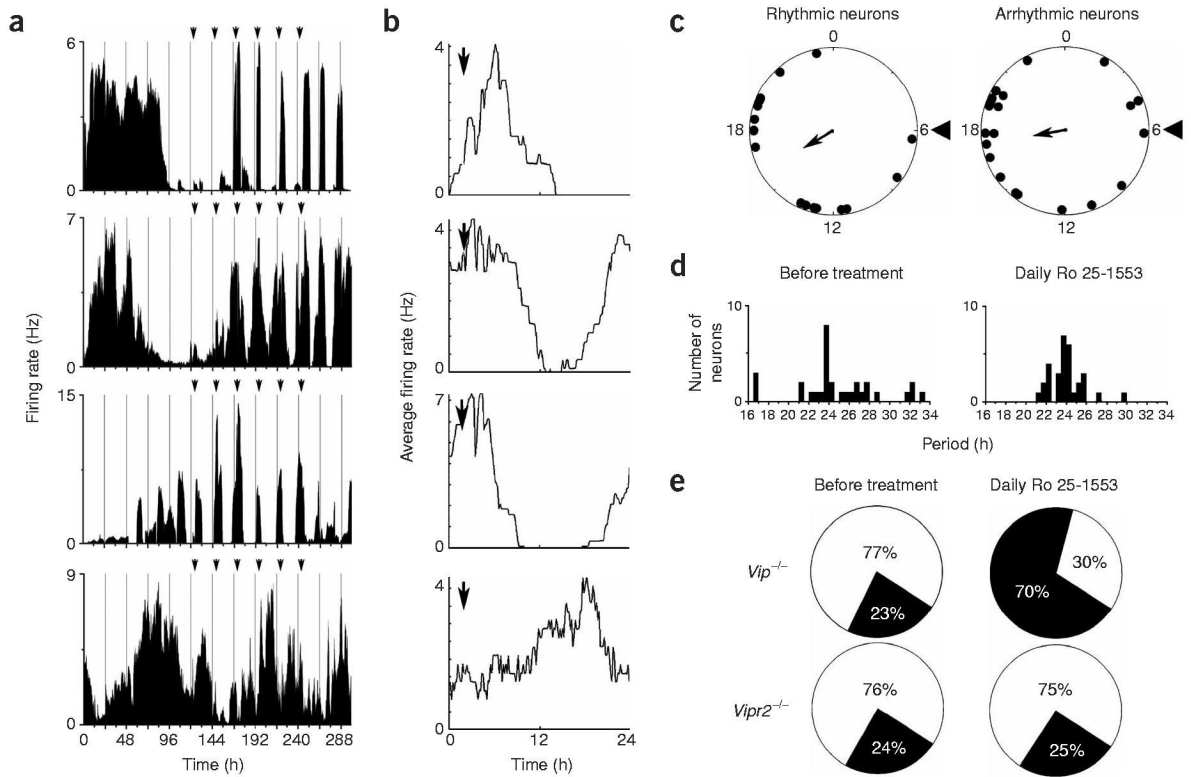 a
Firing rate (Hz)
6
0
7
0
15
0
9
0
0 48 96 144 192 240 288
Time (h)
b
Average firing rate (Hz)
4
0
4
0
7
0
4
0
0 12 24
Time (h)
c
Rhythmic neurons
0
18
6
12
Arrhythmic neurons
0
18
6
12
d
Before treatment
Daily Ro 25-1553
Number of
neurons
10
0
16 18 20 22 24 26 28 30 32 34
10
0
16 18 20 22 24 26 28 30 32 34
Period (h)
e
Before treatment
Daily Ro 25-1553
Vip–/–
77%
23%
30%
70%
Vipr2–/–
76%
24%
75%
25%